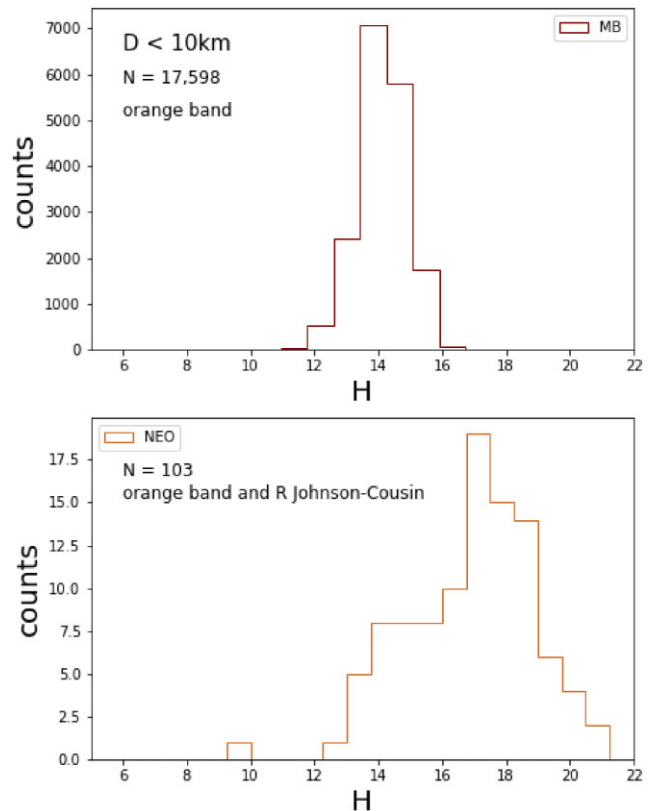 7000
6000
5000
4000
3000
2000
1000
0
counts
D < 10km
N = 17,598
orange band
MB
6 8 10 12 14 16 18 20 22
H
17.5
15.0
12.5
10.0
7.5
5.0
2.5
0.0
counts
NEO
N = 103
orange band and R Johnson-Cousin
6 8 10 12 14 16 18 20 22
H